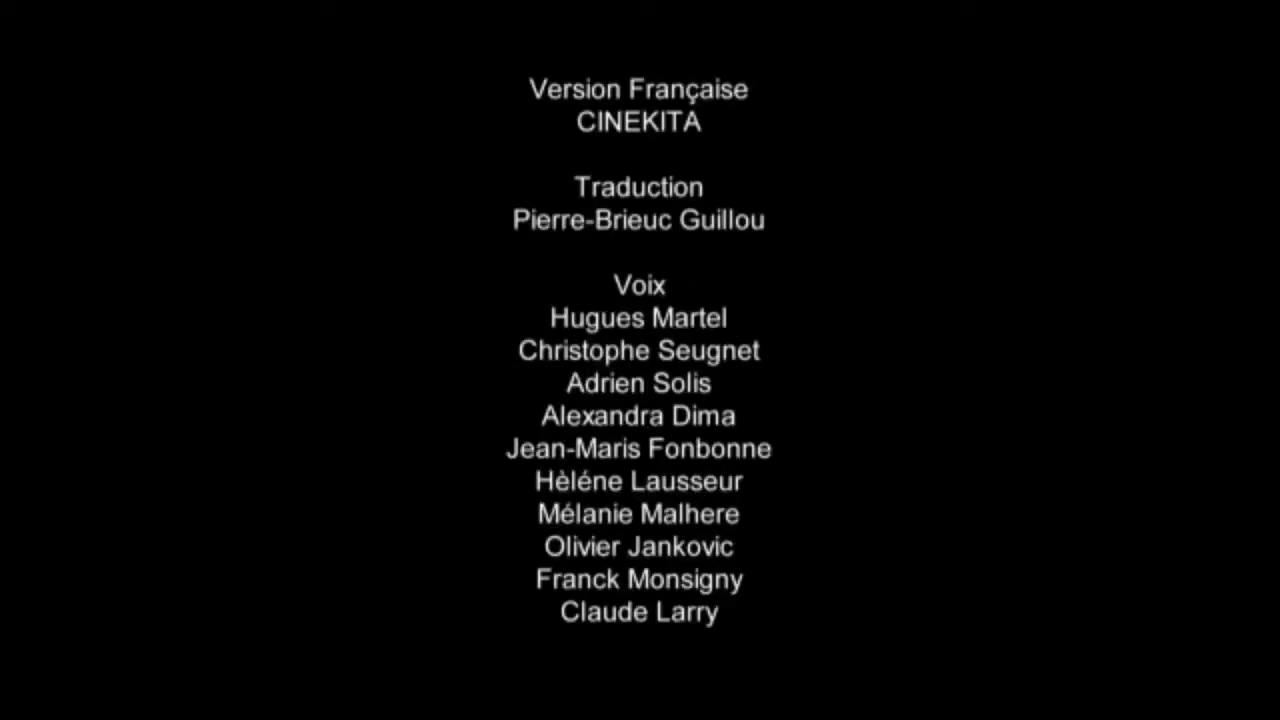 Version Française
CINEKITA
Traduction
Pierre-Brieuc Guillou
Voix
Hugues Martel
Christophe Seugnet
Adrien Solis
Alexandra Dima
Jean-Maris Fonbonne
Hèléne Lausseur
Mélanie Malhere
Olivier Jankovic
Franck Monsigny
Claude Larry